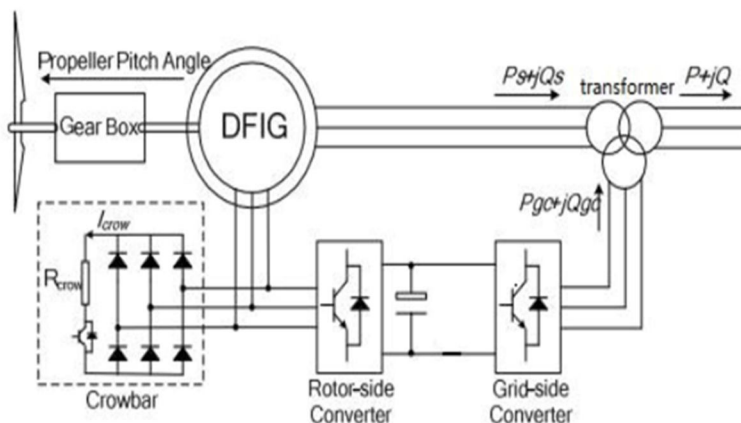 Propeller Pitch Angle
Ps+jQs
transformer
P+jQ
Gear Box
DFIG
Pgc+jQgc
Icrow
Rcrow
Crowbar
Rotor-side
Converter
Grid-side
Converter